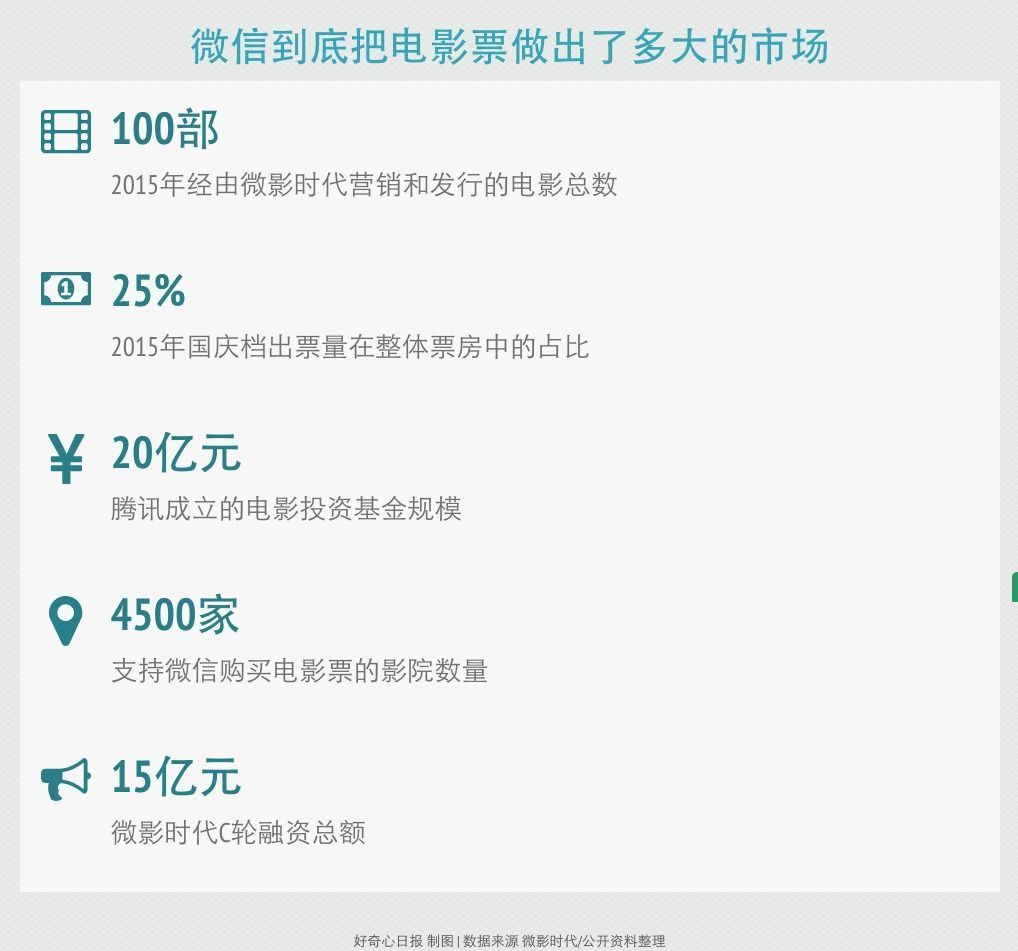 微信到底把电影票做出了多大的市场
100部
2015年经由微影时代营销和发行的电影总数
1
25%
2015年国庆档出票量在整体票房中的占比
¥
20亿元
腾讯成立的电影投资基金规模
4500家
支持微信购买电影票的影院数量
15亿元
微影时代C轮融资总额
好奇心日报 制图 | 数据来源 微影时代/公开资料整理